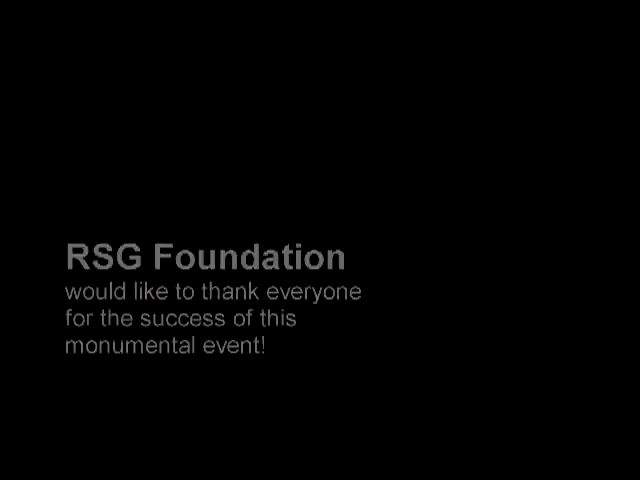 RSG Foundation
would like to thank everyone
for the success of this
monumental event!